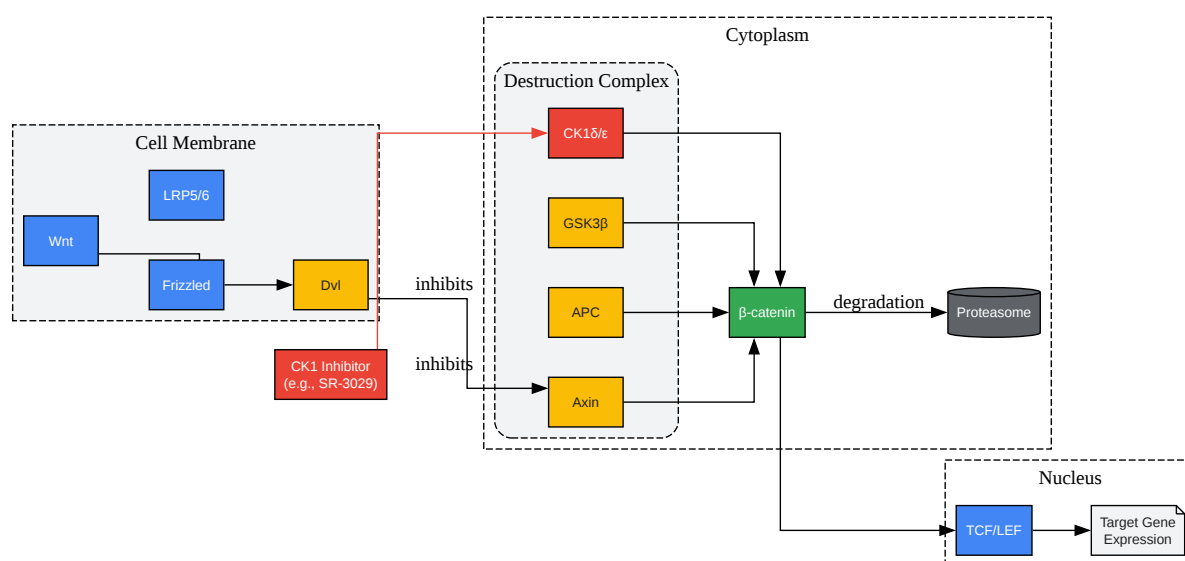 Cytoplasm
Destruction Complex
Cell Membrane
CK1δ/ε
LRP5/6
GSK3β
Wnt
Frizzled
Dvl
inhibits
APC
β-catenin
degradation
Proteasome
CK1 Inhibitor
(e.g., SR-3029)
inhibits
Axin
Nucleus
TCF/LEF
Target Gene
Expression